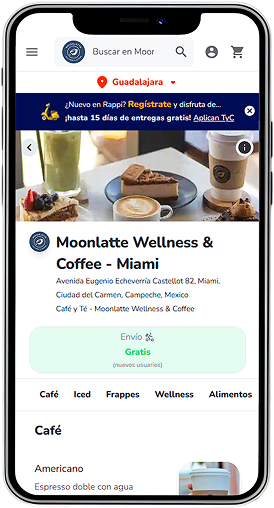 Buscar en Moor
Guadalajara
¿Nuevo en Rappi? Regístrate y disfruta de...
¡hasta 15 días de entregas gratis! Aplican TyC
Moonlatte Wellness &
Coffee - Miami
Avenida Eugenio Echeverría Castellot 82, Miami,
Ciudad del Carmen, Campeche, Mexico
Café y Té - Moonlatte Wellness & Coffee
Envío
Gratis
(nuevos usuarios)
Café Iced Frappes Wellness Alimentos
Café
Americano
Espresso doble con agua